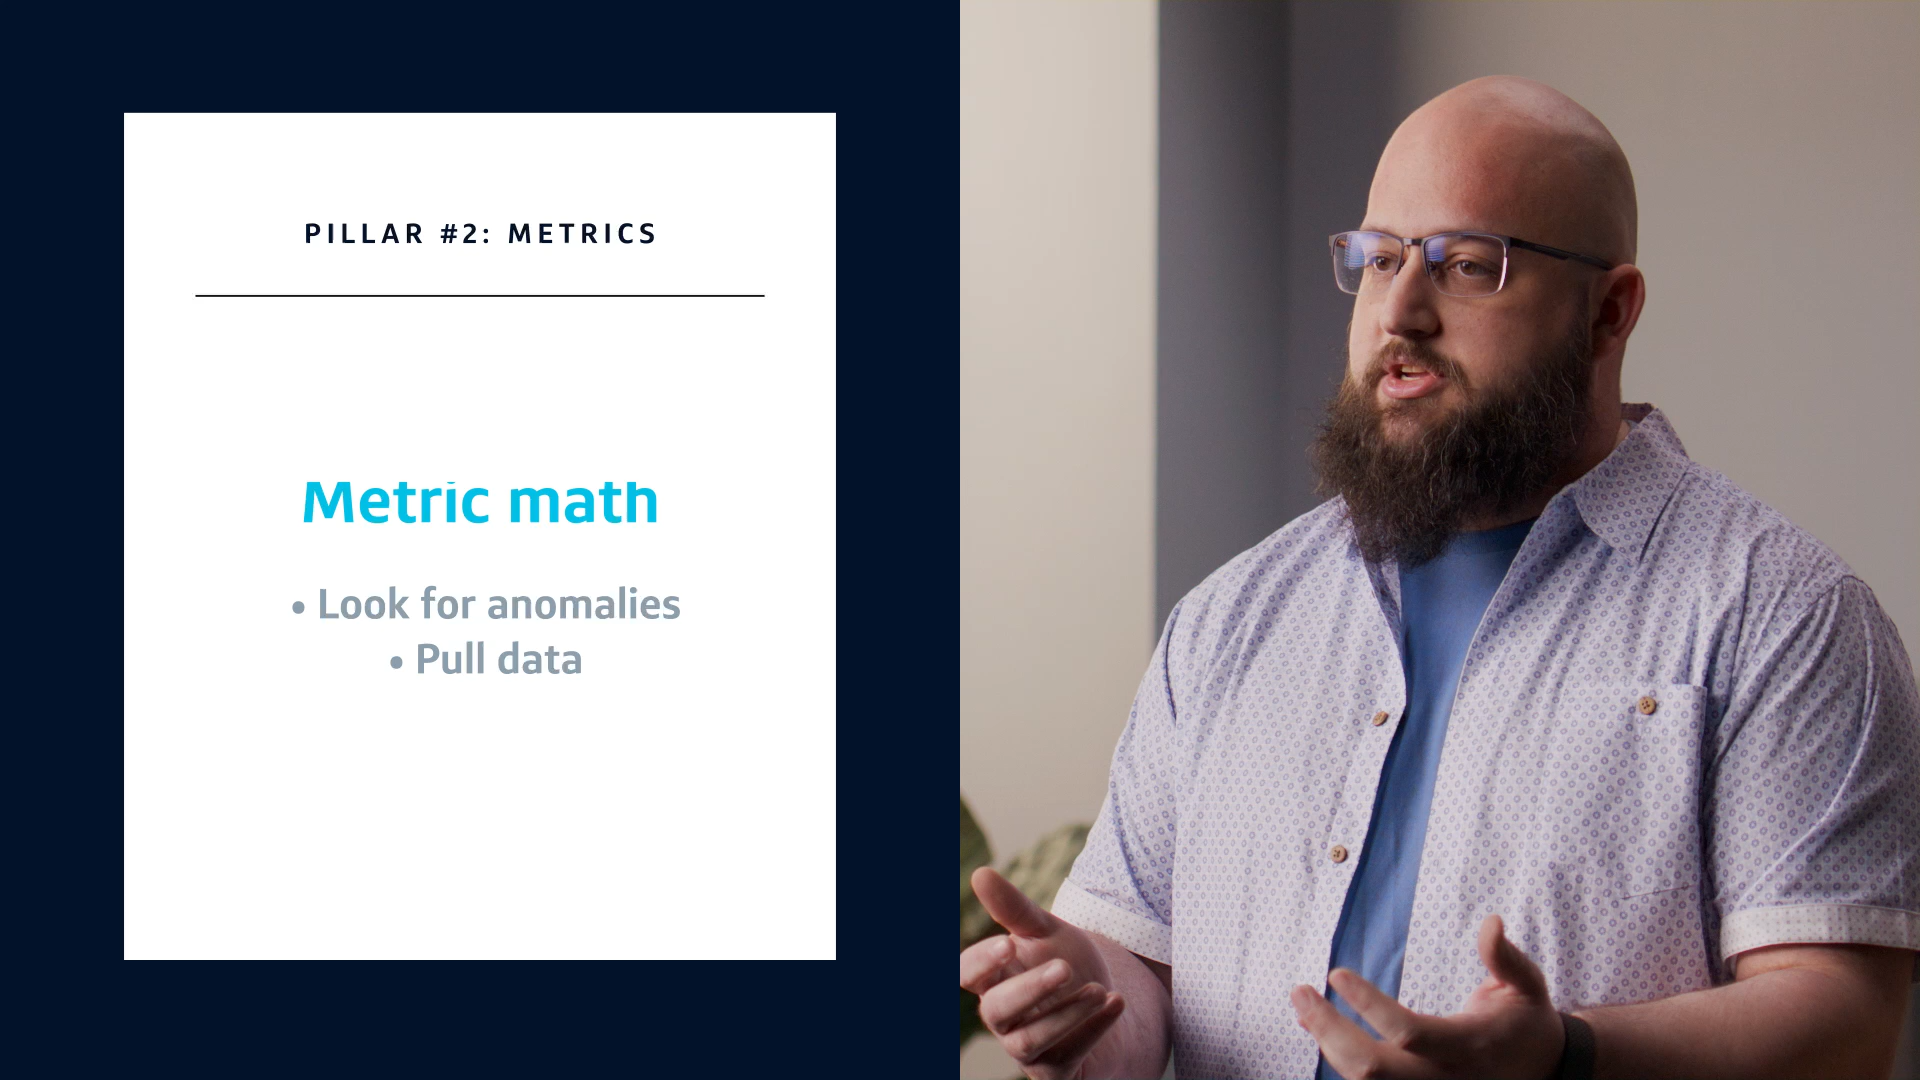 PILLAR #2: METRICS
Metric math
• Look for anomalies
• Pull data